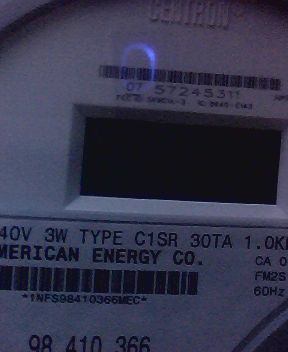 CENTRON®
07 57245311
40V 3W TYPE C1SR 30TA 1.0K
MERICAN ENERGY CO.
CA 0
FM2S
60Hz
*1NFS98410366MEC*
98 410 366